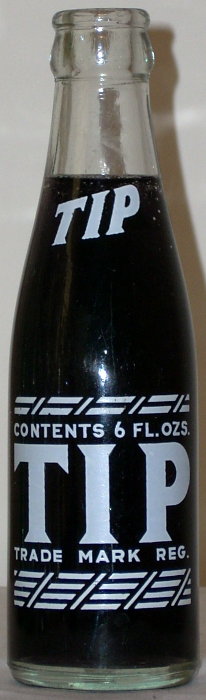 TIP
CONTENTS 6 FL. OZS.
TIP
TRADE MARK REG.